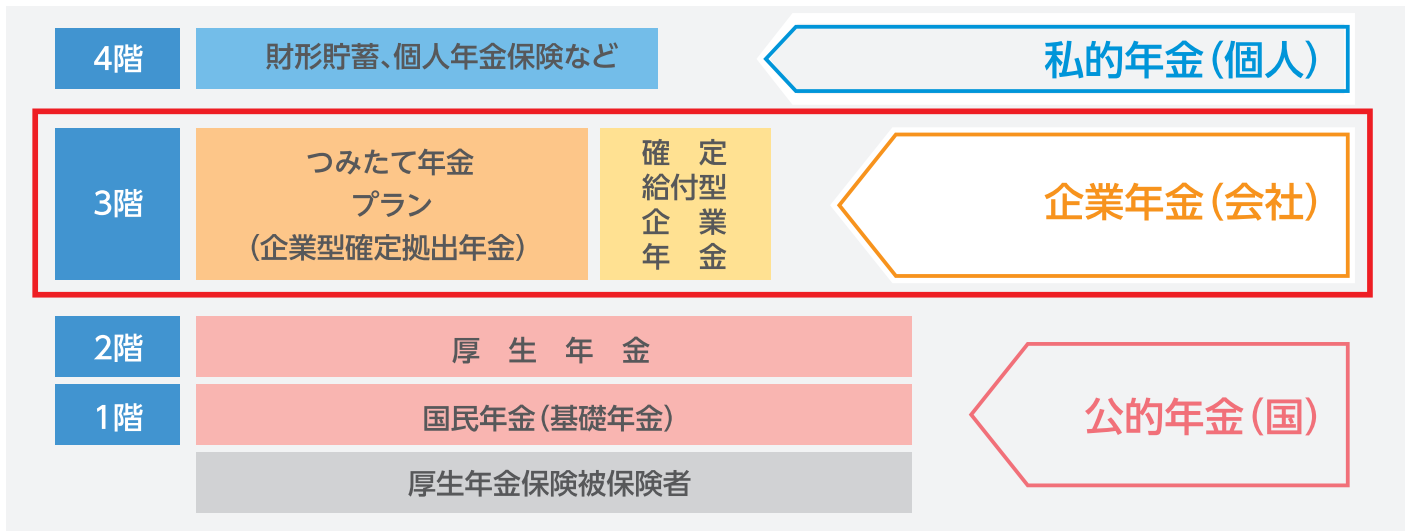 4階
財形貯蓄、個人年金保険など
私的年金(個人)
3階
つみたて年金
プラン
(企業型確定拠出年金)
確　定
給付型
企　業
年　金
企業年金(会社)
2階
厚　生　年　金
1階
国民年金(基礎年金)
公的年金(国)
厚生年金保険被保険者